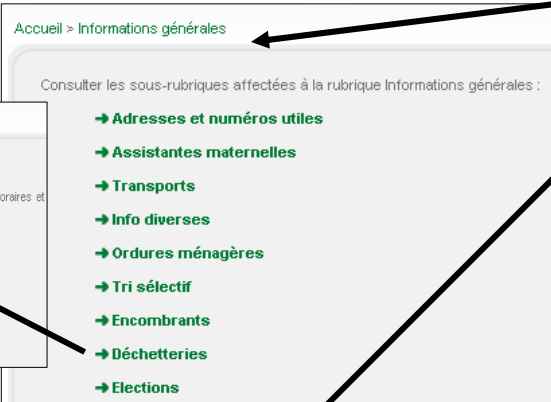 Accueil > Informations générales
Consulter les sous-rubriques affectées à la rubrique Informations générales :
➔ Adresses et numéros utiles
➔ Assistantes maternelles
➔ Transports
oraires et
➔ Info diverses
➔ Ordures ménagères
➔ Tri sélectif
➔ Encombrants
➔ Déchetteries
➔ Elections